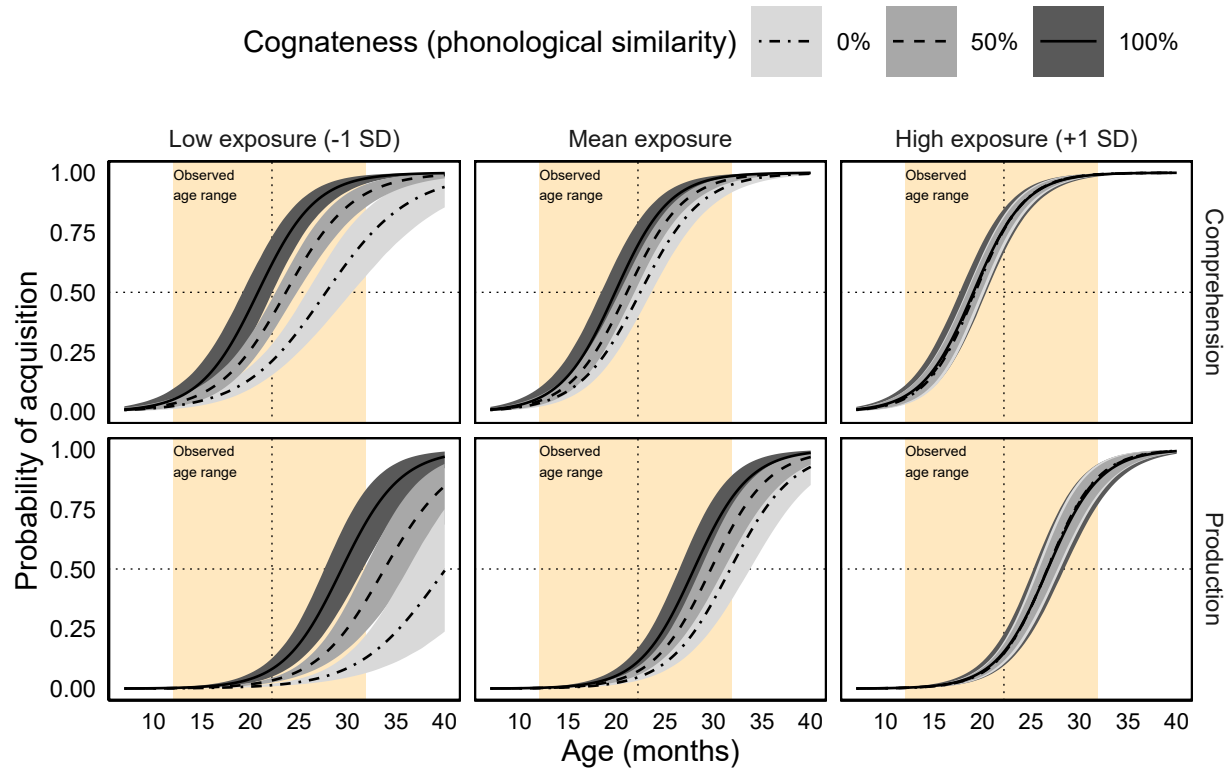 Cognateness (phonological similarity) 0% 50% 100%
Low exposure (-1 SD) Mean exposure High exposure (+1 SD)
Observed
age range
Observed
age range
Observed
age range
1.00
0.75
0.50
0.25
0.00
Comprehension
Observed
age range
Observed
age range
Observed
age range
1.00
0.75
0.50
0.25
0.00
Production
Probability of acquisition
10 15 20 25 30 35 40 10 15 20 25 30 35 40 10 15 20 25 30 35 40
Age (months)